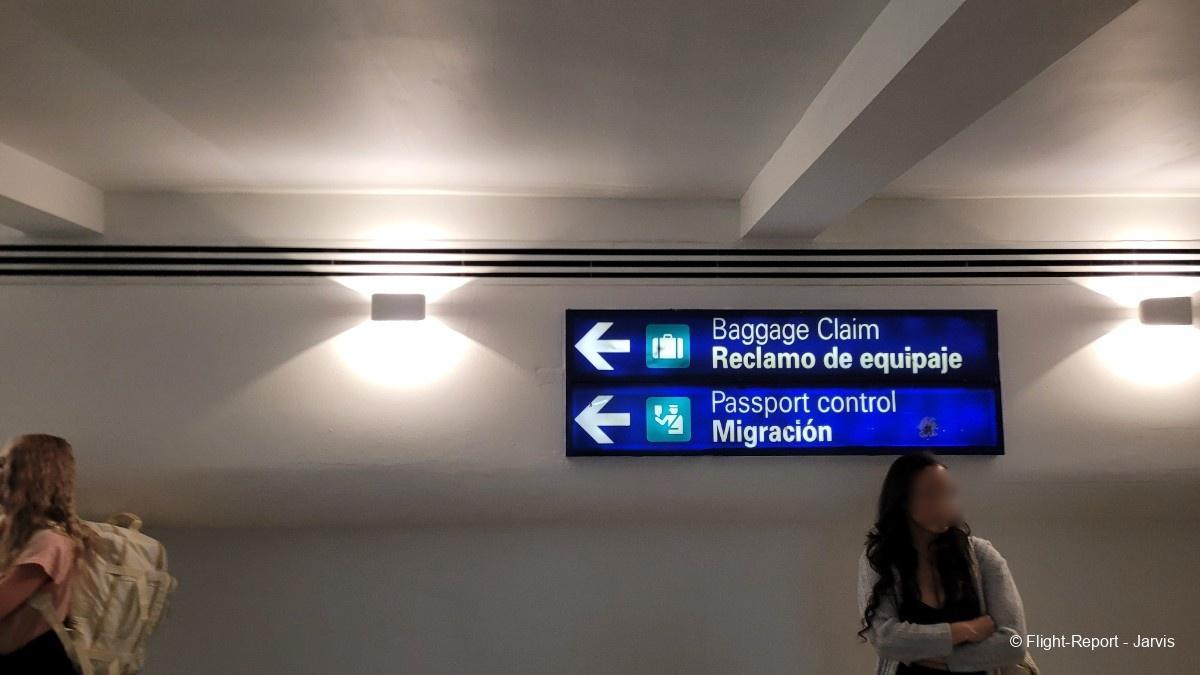 Baggage Claim
Reclamo de equipaje
Passport control
Migración
© Flight-Report - Jarvis